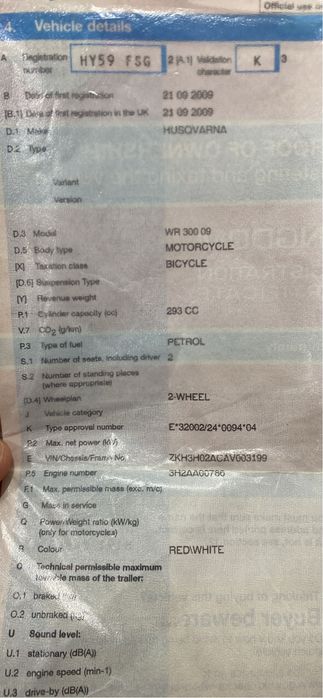 Official use on
4. Vehicle details
A Registration number HY59 FSG 2 [A.1] Validation character K 3
B Date of first registration 21 09 2009
[B.1] Date of first registration in the UK 21 09 2009
D.1 Make HUSQVARNA
D.2 Type
Variant
Version
D.3 Model WR 300 09
D.5 Body type MOTORCYCLE
[X] Taxation class BICYCLE
[D.6] Suspension Type
[Y] Revenue weight
P.1 Cylinder capacity (cc) 293 CC
V.7 CO2 (g/km)
P.3 Type of fuel PETROL
S.1 Number of seats, including driver 2
S.2 Number of standing places
(where appropriate)
[D.4] Wheelplan 2-WHEEL
J Vehicle category
K Type approval number E*32002/24*0094*04
P.2 Max. net power (kW)
E VIN/Chassis/Frame No. ZKH3H02ACAV003199
P.5 Engine number 3H2AA00786
F.1 Max. permissible mass (exc. m/c)
G Mass in service
Q Power/Weight ratio (kW/kg)
(only for motorcycles)
R Colour RED\WHITE
O Technical permissible maximum
towable mass of the trailer:
O.1 braked (kg)
O.2 unbraked (kg)
U Sound level:
U.1 stationary (dB(A))
U.2 engine speed (min-1)
U.3 drive-by (dB(A))